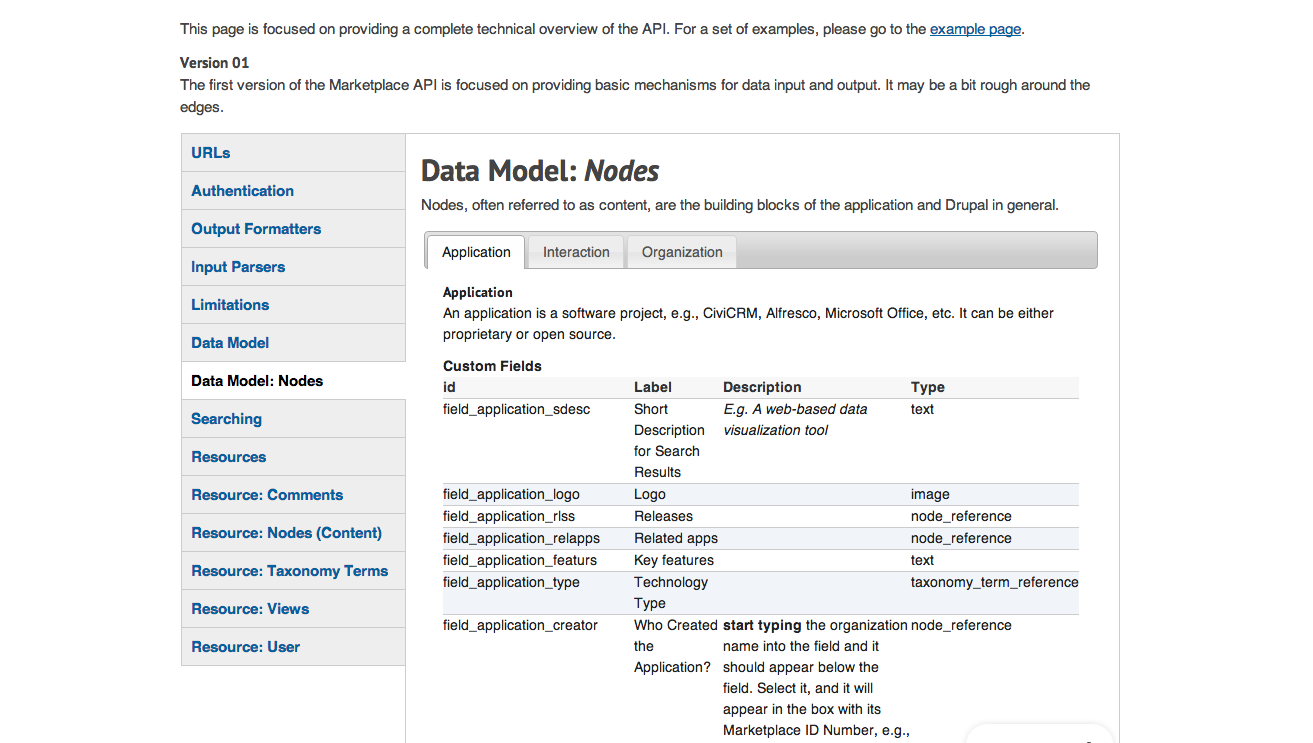 This page is focused on providing a complete technical overview of the API. For a set of examples, please go to the example page.
Version 01
The first version of the Marketplace API is focused on providing basic mechanisms for data input and output. It may be a bit rough around the
edges.
URLs
Authentication
Output Formatters
Input Parsers
Limitations
Data Model
Data Model: Nodes
Searching
Resources
Resource: Comments
Resource: Nodes (Content)
Resource: Taxonomy Terms
Resource: Views
Resource: User
Data Model: Nodes
Nodes, often referred to as content, are the building blocks of the application and Drupal in general.
Application Interaction Organization
Application
An application is a software project, e.g., CiviCRM, Alfresco, Microsoft Office, etc. It can be either
proprietary or open source.
Custom Fields
id Label Description Type
field_application_sdesc Short E.g. A web-based data text
Description visualization tool
for Search
Results
field_application_logo Logo image
field_application_rlss Releases node_reference
field_application_relapps Related apps node_reference
field_application_featurs Key features text
field_application_type Technology taxonomy_term_reference
Type
field_application_creator Who Created start typing the organization node_reference
the name into the field and it
Application? should appear below the
field. Select it, and it will
appear in the box with its
Marketplace ID Number, e.g.,